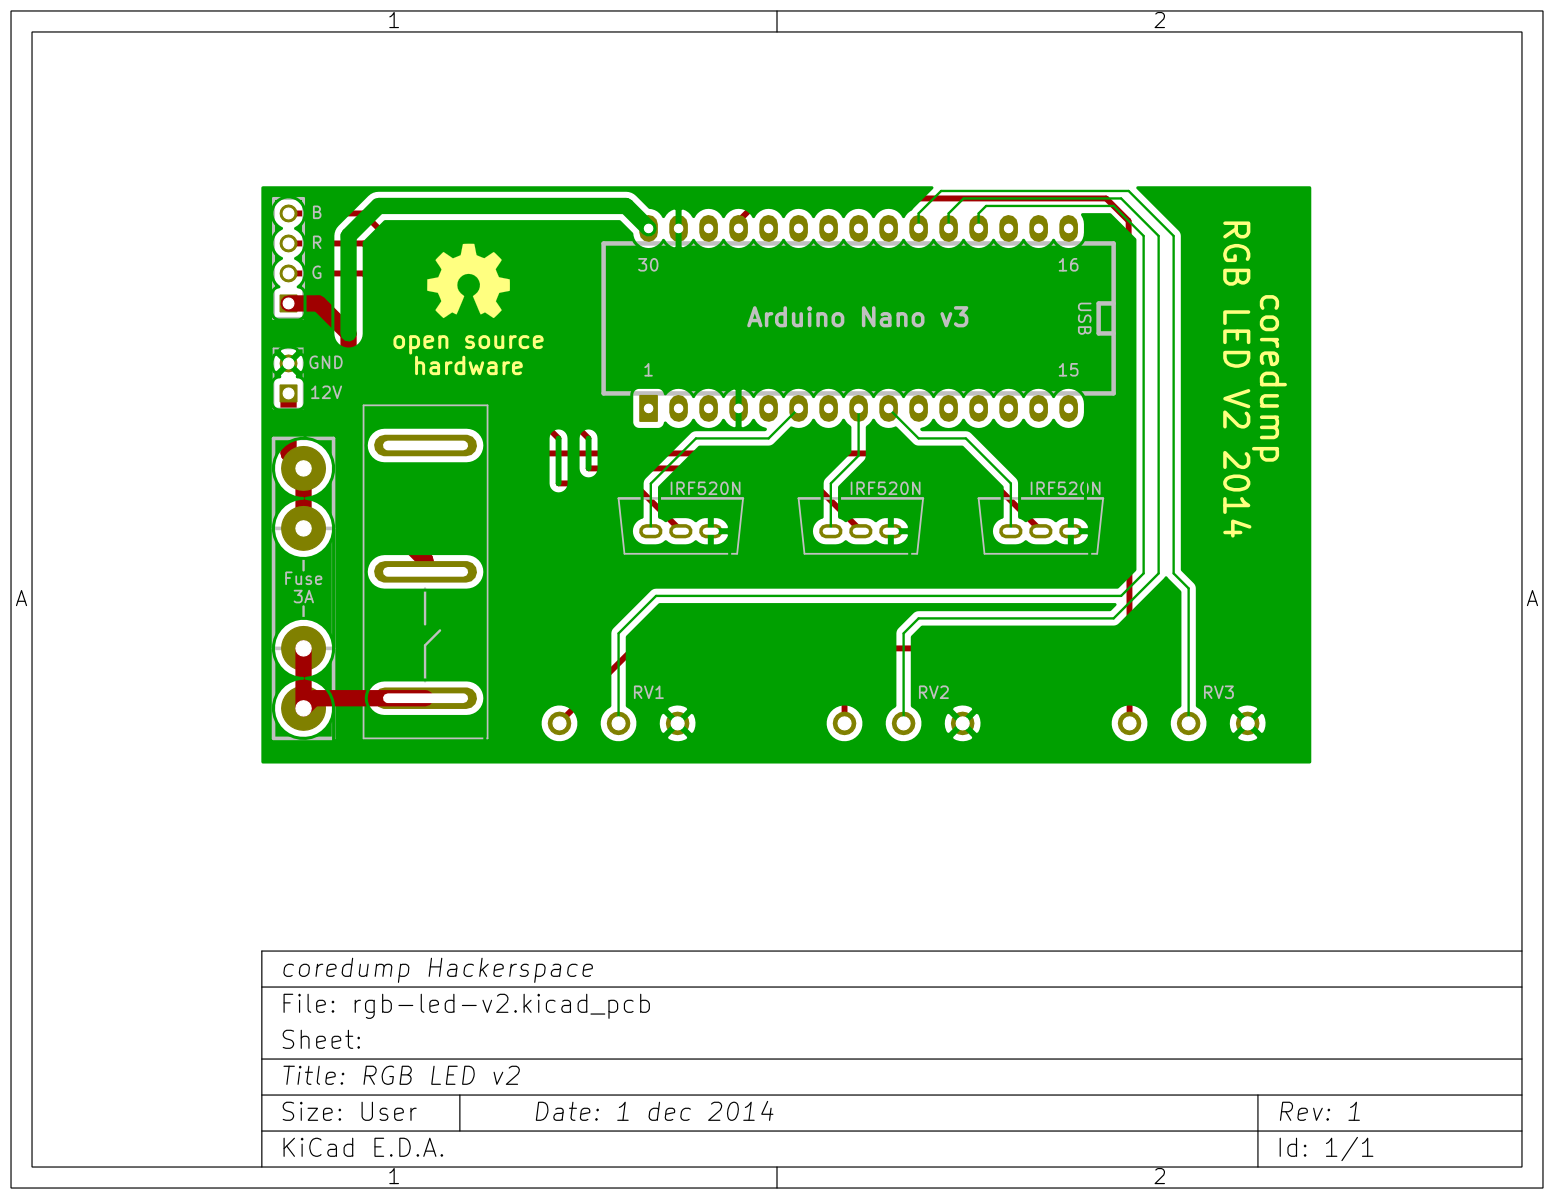 1 2
B
R
G
30 16
Arduino Nano v3
USB
open source
hardware
1 15
GND
12V
RGB LED V2 2014
coredump
IRF520N IRF520N IRF520N
Fuse
3A
A A
RV1 RV2 RV3
coredump Hackerspace
File: rgb-led-v2.kicad_pcb
Sheet:
Title: RGB LED v2
Size: User Date: 1 dec 2014 Rev: 1
KiCad E.D.A. Id: 1/1
1 2